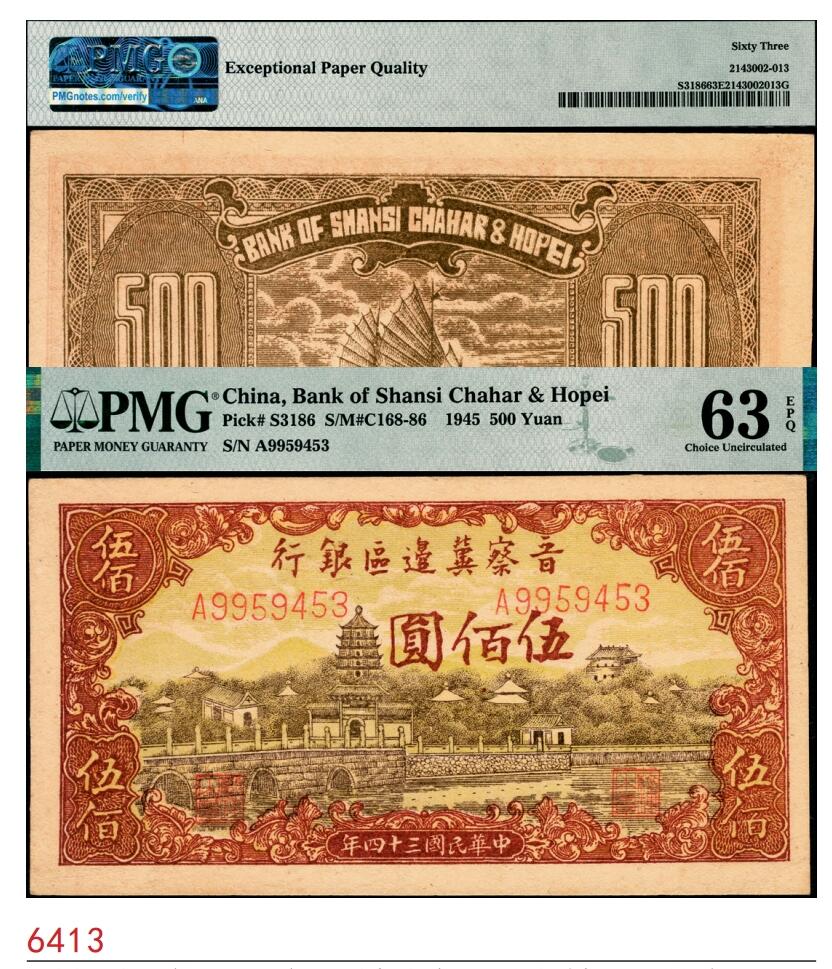 PMG
PMGnotes.com/verify
ANA
Exceptional Paper Quality
Sixty Three
2143002-013
S318663E2143002013G
BANK OF SHANSI CHAHAR & HOPEI
500
500
PMG®
PAPER MONEY GUARANTY
China, Bank of Shansi Chahar & Hopei
Pick# S3186 S/M#C168-86 1945 500 Yuan
S/N A9959453
63
EPQ
Choice Uncirculated
伍佰
伍佰
行銀區邊冀察晉
A9959453
A9959453
圓佰伍
伍佰
伍佰
年四十三國民華中
6413